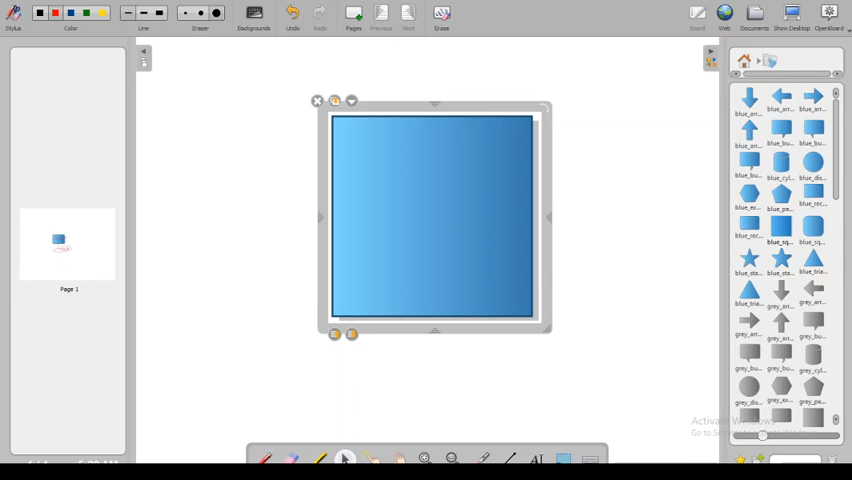 Stylus
Color
Line
Eraser
Backgrounds
Undo
Redo
Pages
Previous
Next
Erase
Board
Web
Documents
Show Desktop
OpenBoard
blue_arr...
blue_arr...
blue_arr...
blue_arr...
blue_bu...
blue_bu...
blue_bu...
blue_cyl...
blue_dis...
blue_ex...
blue_pe...
blue_rec...
blue_rec...
blue_sq...
blue_sq...
blue_sta...
blue_sta...
blue_tria...
blue_tria...
grey_arr...
grey_arr...
grey_arr...
grey_arr...
grey_bu...
grey_bu...
grey_bu...
grey_cyl...
grey_dis...
grey_ex...
grey_pe...
Page 1
Activate Windows